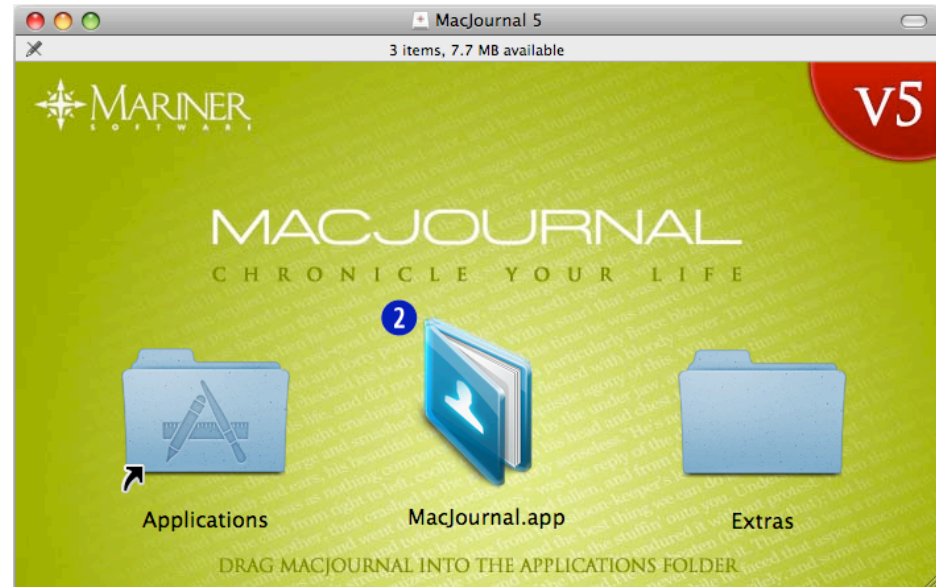 MacJournal 5
3 items, 7.7 MB available
MARINER
SOFTWARE
v5
MACJOURNAL
CHRONICLE YOUR LIFE
2
Applications
MacJournal.app
Extras
DRAG MACJOURNAL INTO THE APPLICATIONS FOLDER